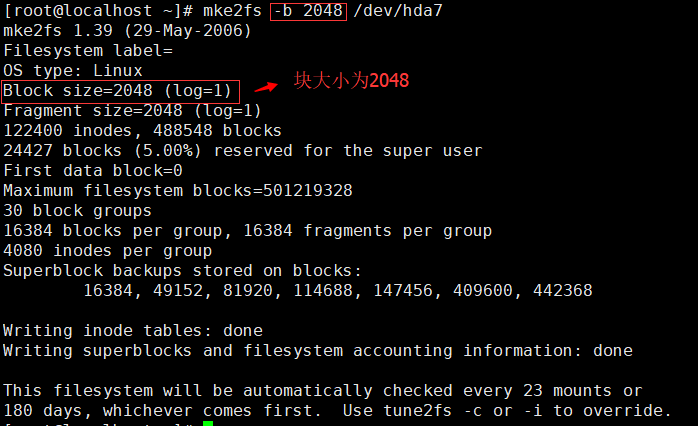 [root@localhost ~]# mke2fs -b 2048 /dev/hda7
mke2fs 1.39 (29-May-2006)
Filesystem label=
OS type: Linux
Block size=2048 (log=1) 块大小为2048
Fragment size=2048 (log=1)
122400 inodes, 488548 blocks
24427 blocks (5.00%) reserved for the super user
First data block=0
Maximum filesystem blocks=501219328
30 block groups
16384 blocks per group, 16384 fragments per group
4080 inodes per group
Superblock backups stored on blocks:
16384, 49152, 81920, 114688, 147456, 409600, 442368
Writing inode tables: done
Writing superblocks and filesystem accounting information: done
This filesystem will be automatically checked every 23 mounts or
180 days, whichever comes first.  Use tune2fs -c or -i to override.
[root@localhost ~]#